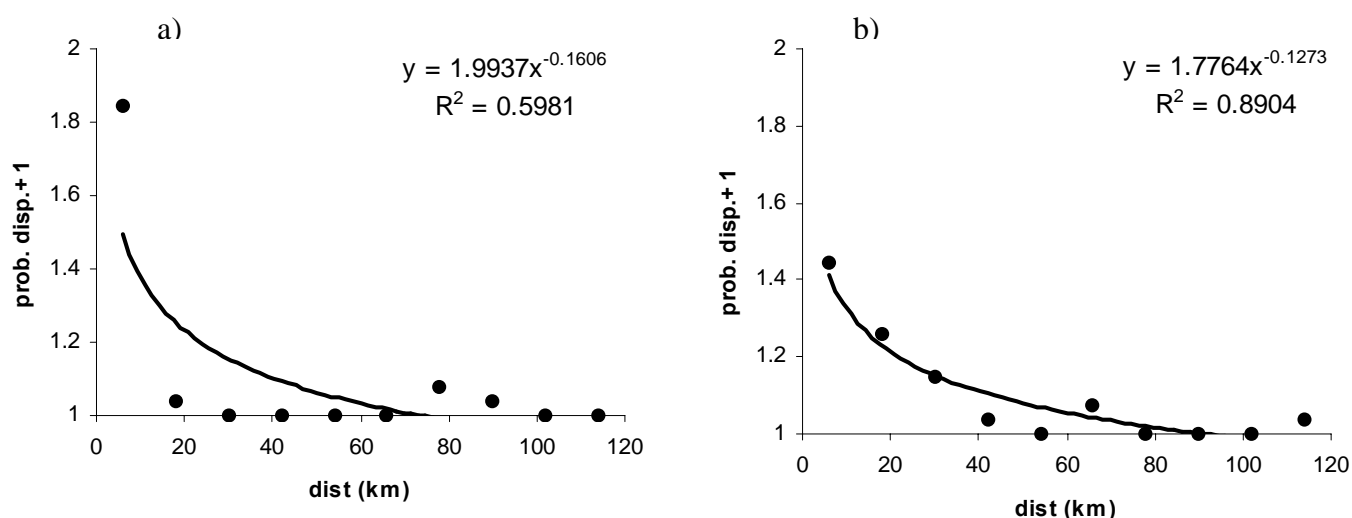 a)
y = 1.9937x^-0.1606
R^2 = 0.5981
prob. disp.+ 1
2
1.8
1.6
1.4
1.2
1
0 20 40 60 80 100 120
dist (km)
b)
y = 1.7764x^-0.1273
R^2 = 0.8904
prob. disp.+ 1
2
1.8
1.6
1.4
1.2
1
0 20 40 60 80 100 120
dist (km)